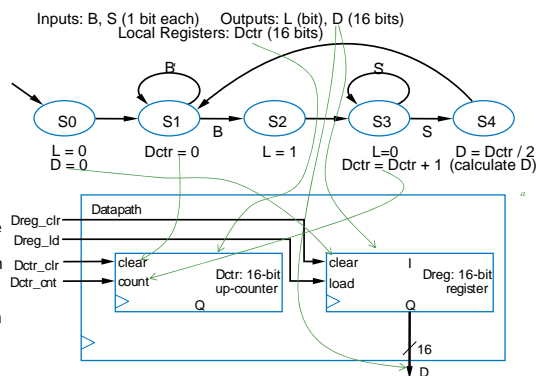 Inputs: B, S (1 bit each) Outputs: L (bit), D (16 bits)
Local Registers: Dctr (16 bits)
B' S'
S0 S1 S2 S3 S4
B S
L = 0 Dctr = 0 L = 1 L=0 D = Dctr / 2
D = 0 Dctr = Dctr + 1 (calculate D)
a
Datapath
Dreg_clr
Dreg_ld
Dctr_clr clear clear I
Dctr: 16-bit Dreg: 16-bit
Dctr_cnt count up-counter load register
Q Q
16
D